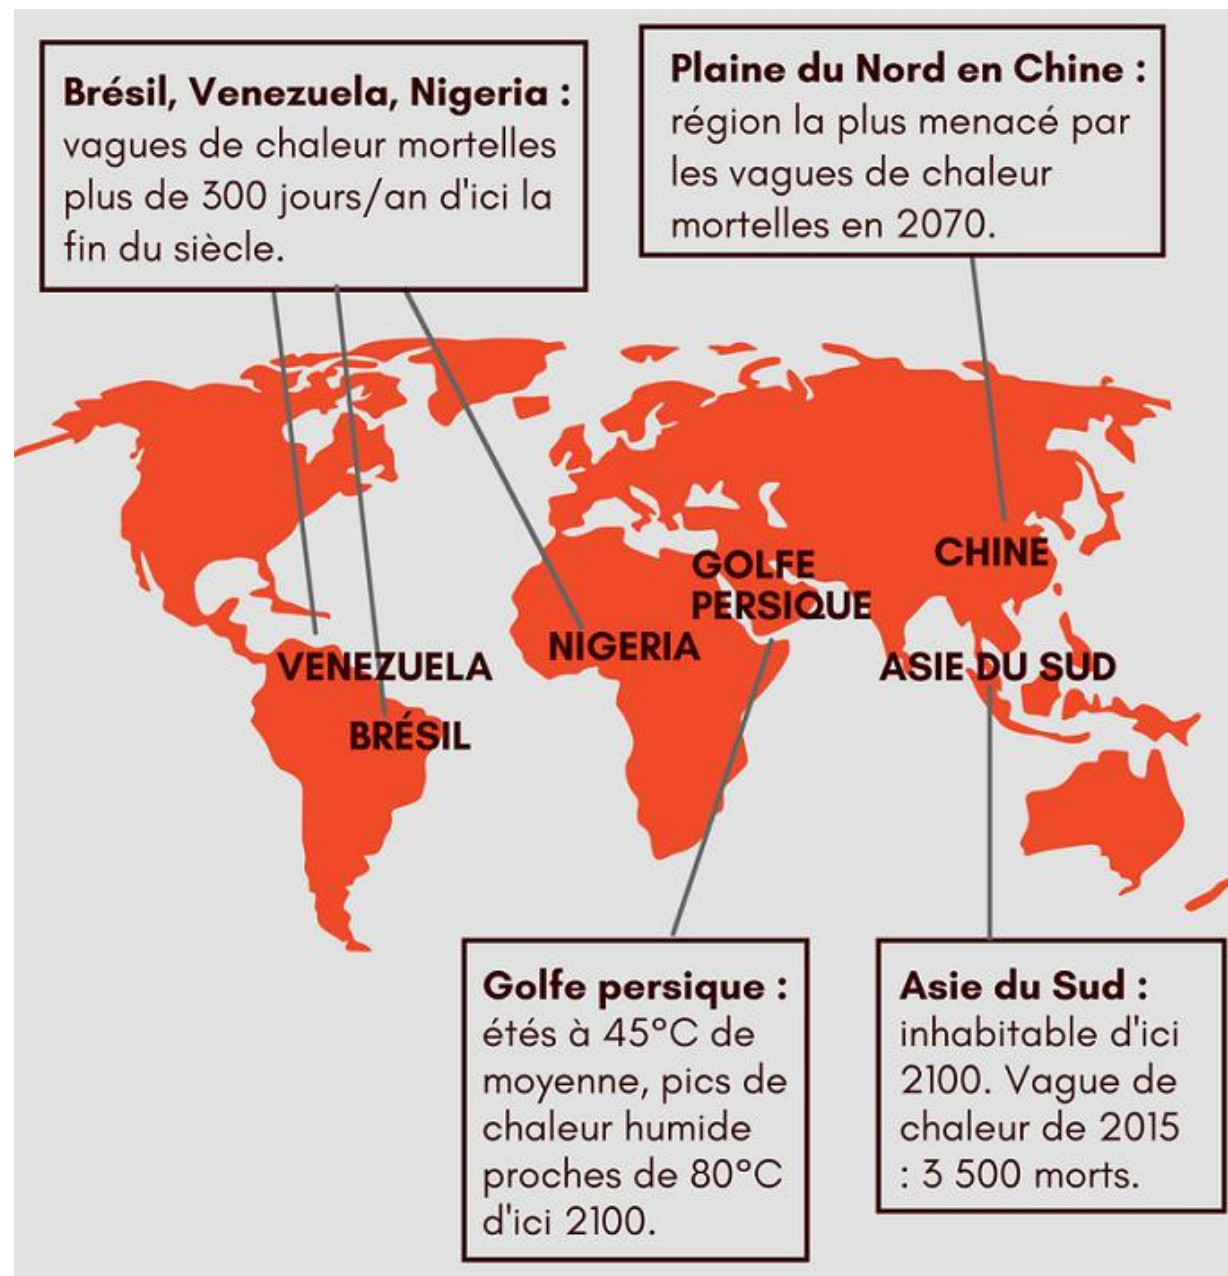 Brésil, Venezuela, Nigeria :
vagues de chaleur mortelles
plus de 300 jours/an d'ici la
fin du siècle.
Plaine du Nord en Chine :
région la plus menacé par
les vagues de chaleur
mortelles en 2070.
GOLFE
PERSIQUE
CHINE
NIGERIA
VENEZUELA
ASIE DU SUD
BRÉSIL
Golfe persique :
étés à 45°C de
moyenne, pics de
chaleur humide
proches de 80°C
d'ici 2100.
Asie du Sud :
inhabitable d'ici
2100. Vague de
chaleur de 2015
: 3 500 morts.